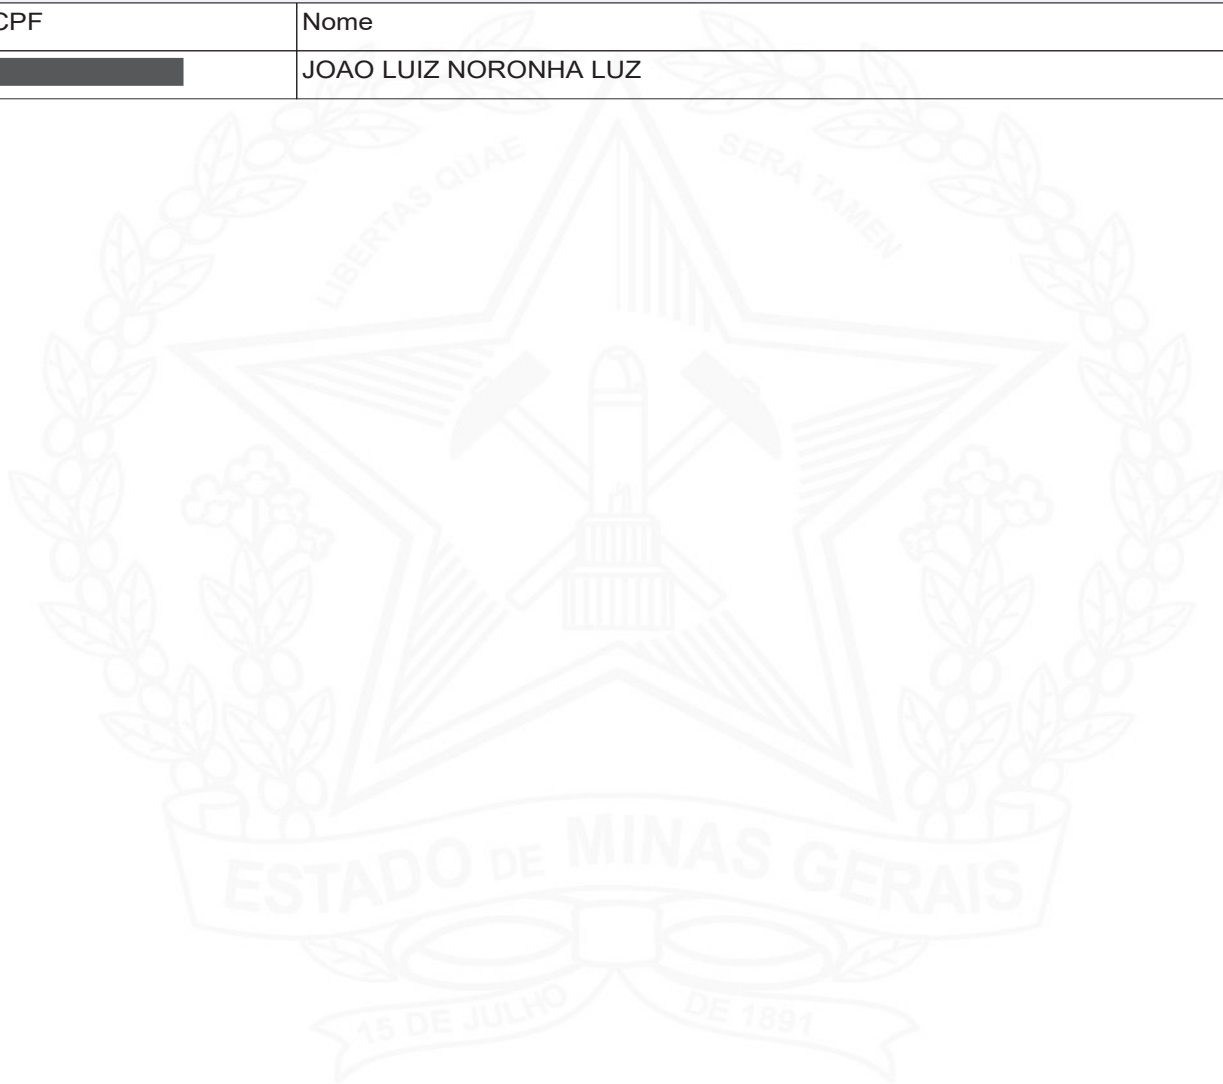 CPF Nome
JOAO LUIZ NORONHA LUZ
LIBERTAS QUAE SERA TAMEN
ESTADO DE MINAS GERAIS
15 DE JULHO DE 1891